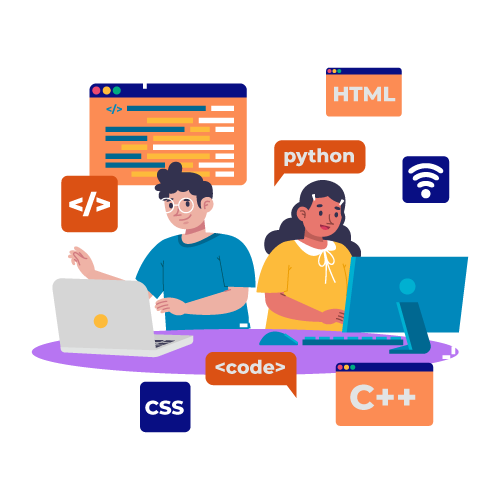 </>
HTML
python
</>
<code>
C++
CSS